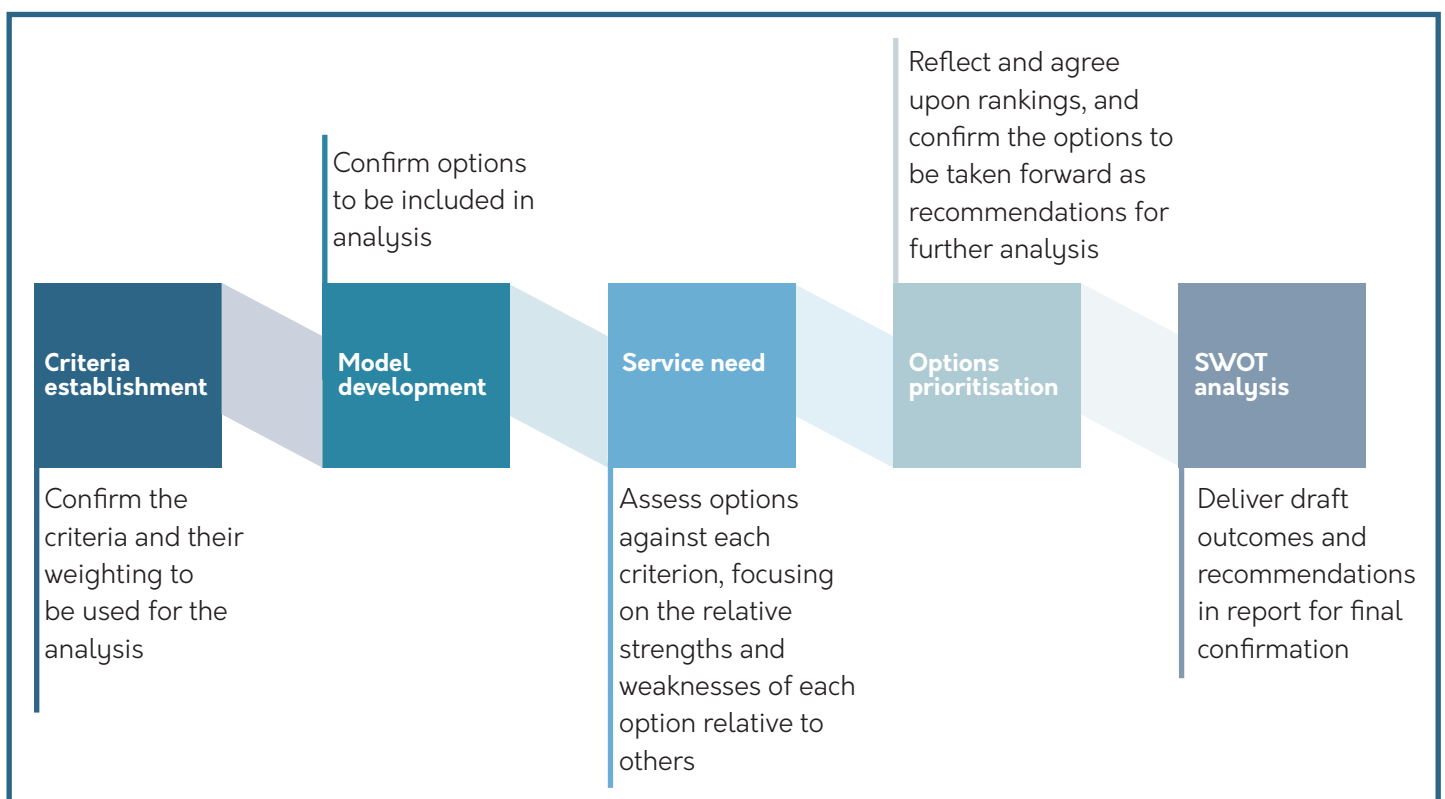 Criteria
establishment
Confirm the
criteria and their
weighting to
be used for the
analysis
Confirm options
to be included in
analysis
Model
development
Service need
Assess options
against each
criterion, focusing
on the relative
strengths and
weaknesses of each
option relative to
others
Reflect and agree
upon rankings, and
confirm the options to
be taken forward as
recommendations for
further analysis
Options
prioritisation
SWOT
analysis
Deliver draft
outcomes and
recommendations
in report for final
confirmation